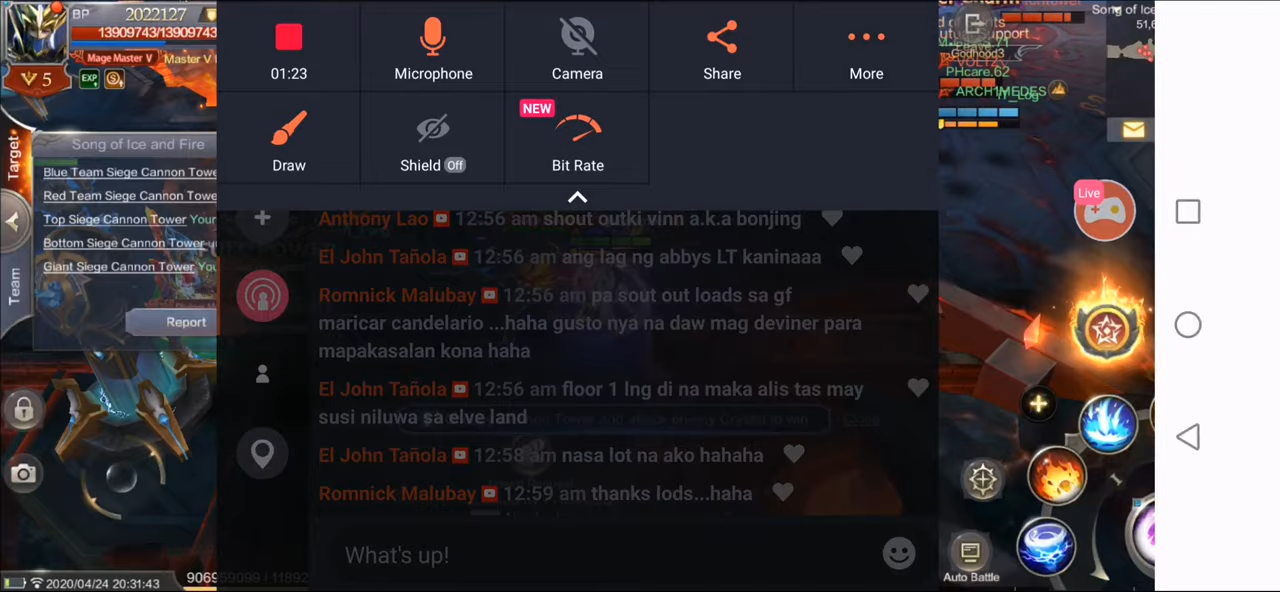 BP 2022127
13909743/13909743
Mage Master V Master V
V 5 EXP S
Target
Team
Song of Ice and Fire
Blue Team Siege Cannon Towe
Red Team Siege Cannon Towe
Top Siege Cannon Tower Your
Bottom Siege Cannon Tower
Giant Siege Cannon Tower You
Report
2020/04/24 20:31:43
01:23
Microphone
Camera
Share
More
Draw
Shield Off
NEW
Bit Rate
Anthony Lao 12:56 am shout outki vinn a.k.a bonjing
El John Tañola 12:56 am ang lag ng abbys LT kaninaaa
Romnick Malubay 12:56 am pa sout out loads sa gf
maricar candelario ...haha gusto nya na daw mag deviner para
mapakasalan kona haha
El John Tañola 12:56 am floor 1 lng di na maka alis tas may
susi niluwa sa elve land
El John Tañola 12:58 am nasa lot na ako hahaha
Romnick Malubay 12:59 am thanks lods...haha
What's up!
Close
Song of Ice
Godhood3
PHcare.62
ARCH1MEDES
Live
Auto Battle